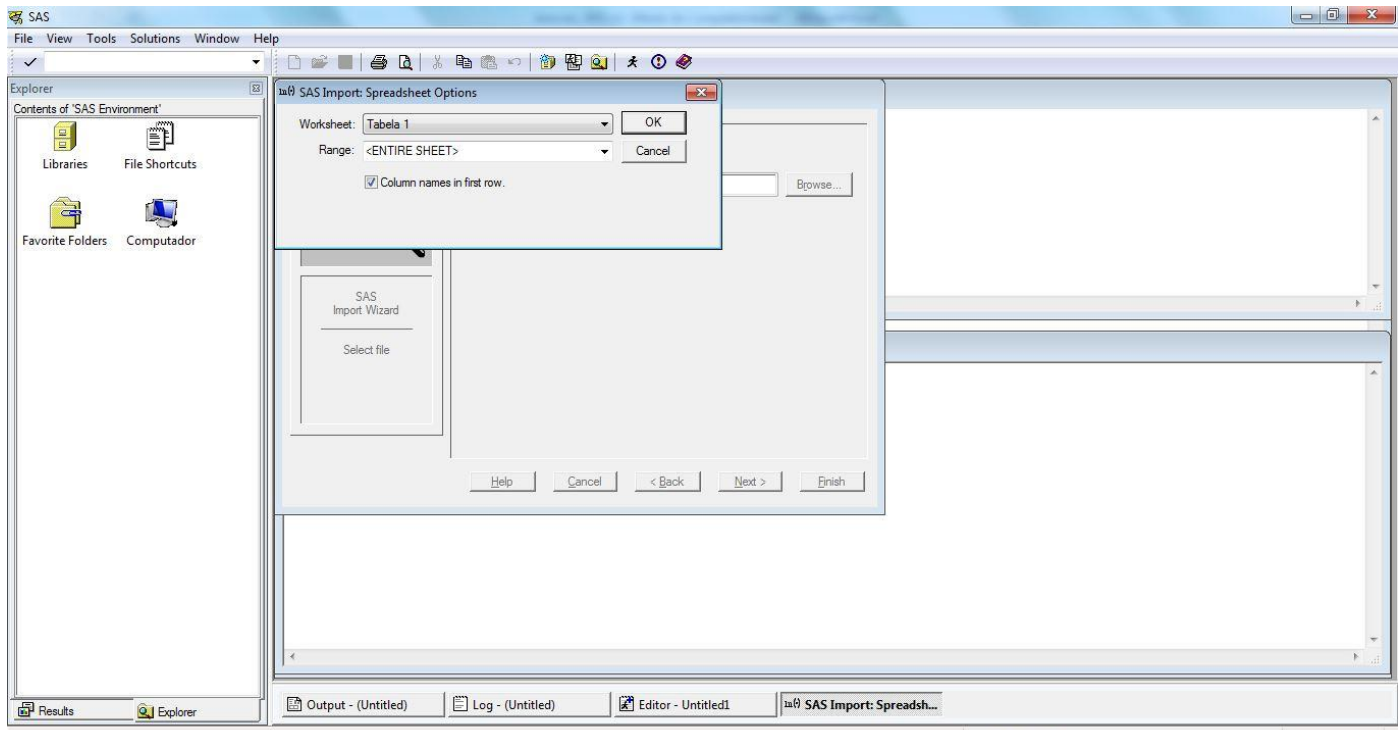 SAS
File View Tools Solutions Window Help
Explorer
Contents of 'SAS Environment'
Libraries File Shortcuts
Favorite Folders Computador
SAS Import: Spreadsheet Options
Worksheet: Tabela 1 OK
Range: <ENTIRE SHEET> Cancel
Column names in first row.
Browse...
SAS
Import Wizard
Select file
Help Cancel < Back Next > Finish
Results Explorer
Output - (Untitled) Log - (Untitled) Editor - Untitled1 SAS Import: Spreadsh...